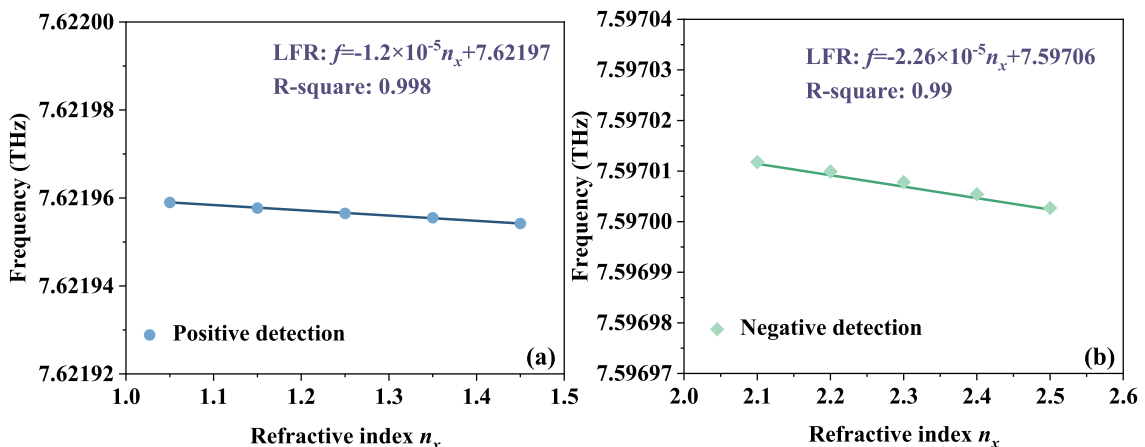 7.62200
7.62198
7.62196
7.62194
7.62192
Frequency (THz)
LFR: f=-1.2×10⁻⁵nₓ+7.62197
R-square: 0.998
Positive detection
(a)
1.0 1.1 1.2 1.3 1.4 1.5
Refractive index nₓ
7.59704
7.59703
7.59702
7.59701
7.59700
7.59699
7.59698
7.59697
Frequency (THz)
LFR: f=-2.26×10⁻⁵nₓ+7.59706
R-square: 0.99
Negative detection
(b)
2.0 2.1 2.2 2.3 2.4 2.5 2.6
Refractive index nₓ